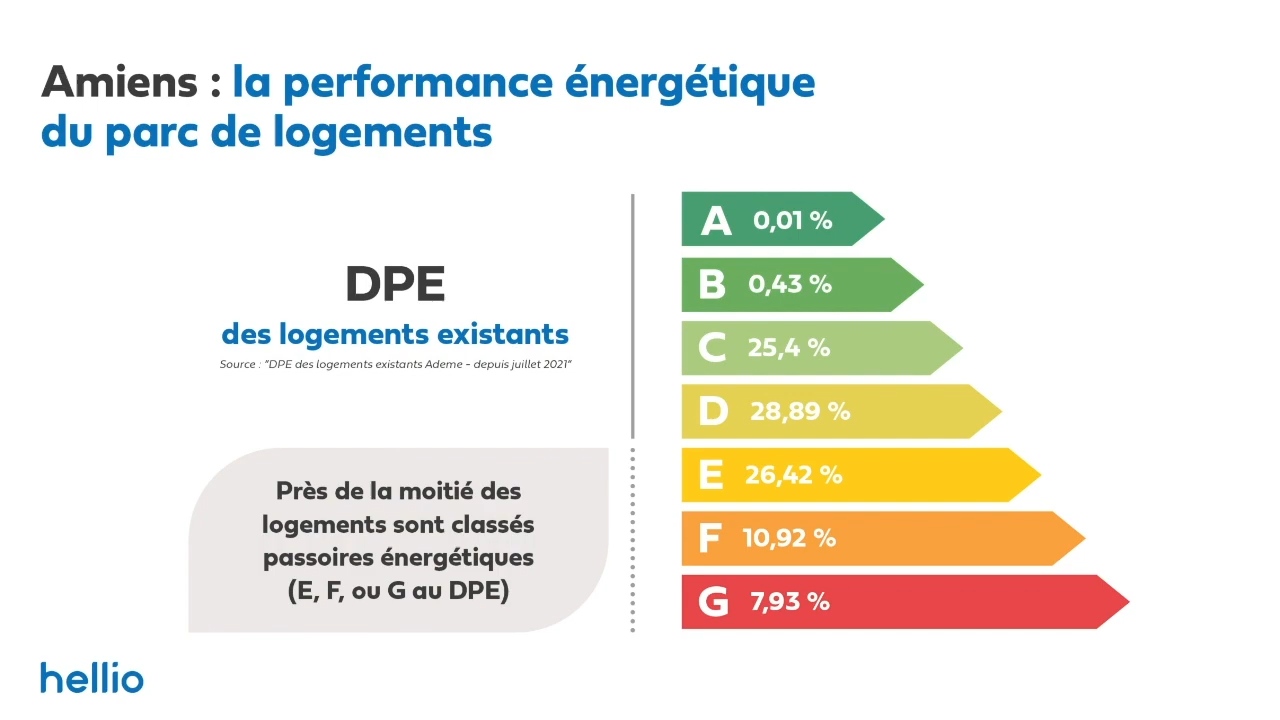 Amiens : la performance énergétique
du parc de logements
DPE
des logements existants
Source : "DPE des logements existants Ademe - depuis juillet 2021"
Près de la moitié des
logements sont classés
passoires énergétiques
(E, F, ou G au DPE)
A 0,01 %
B 0,43 %
C 25,4 %
D 28,89 %
E 26,42 %
F 10,92 %
G 7,93 %
hellio